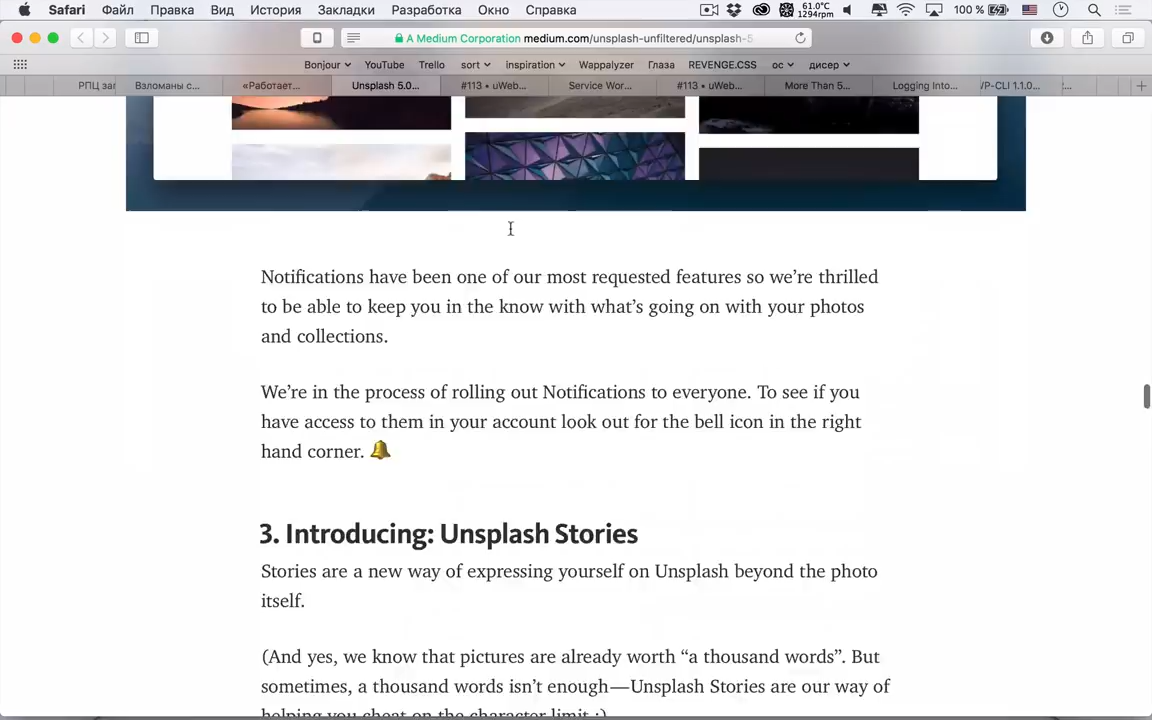 Safari Файл Правка Вид История Закладки Разработка Окно Справка 61.0°C 1294rpm 100 %
A Medium Corporation medium.com/unsplash-unfiltered/unsplash-5
Bonjour YouTube Trello sort inspiration Wappalyzer Глаза REVENGE.CSS ос дисер
РПЦ заг Взломаны с... «Работает... Unsplash 5.0... #113 • uWeb... Service Wor... #113 • uWeb... More Than 5... Logging Into... VP-CLI 1.1.0...
Notifications have been one of our most requested features so we’re thrilled
to be able to keep you in the know with what’s going on with your photos
and collections.
We’re in the process of rolling out Notifications to everyone. To see if you
have access to them in your account look out for the bell icon in the right
hand corner. 🔔
3. Introducing: Unsplash Stories
Stories are a new way of expressing yourself on Unsplash beyond the photo
itself.
(And yes, we know that pictures are already worth “a thousand words”. But
sometimes, a thousand words isn’t enough—Unsplash Stories are our way of
helping you cheat on the character limit ;)